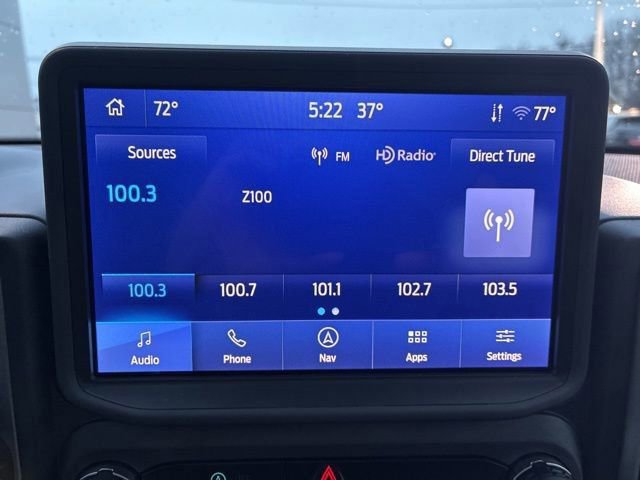 72° 5:22 37° 77°
Sources FM HD Radio Direct Tune
100.3 Z100
100.3 100.7 101.1 102.7 103.5
Audio Phone Nav Apps Settings